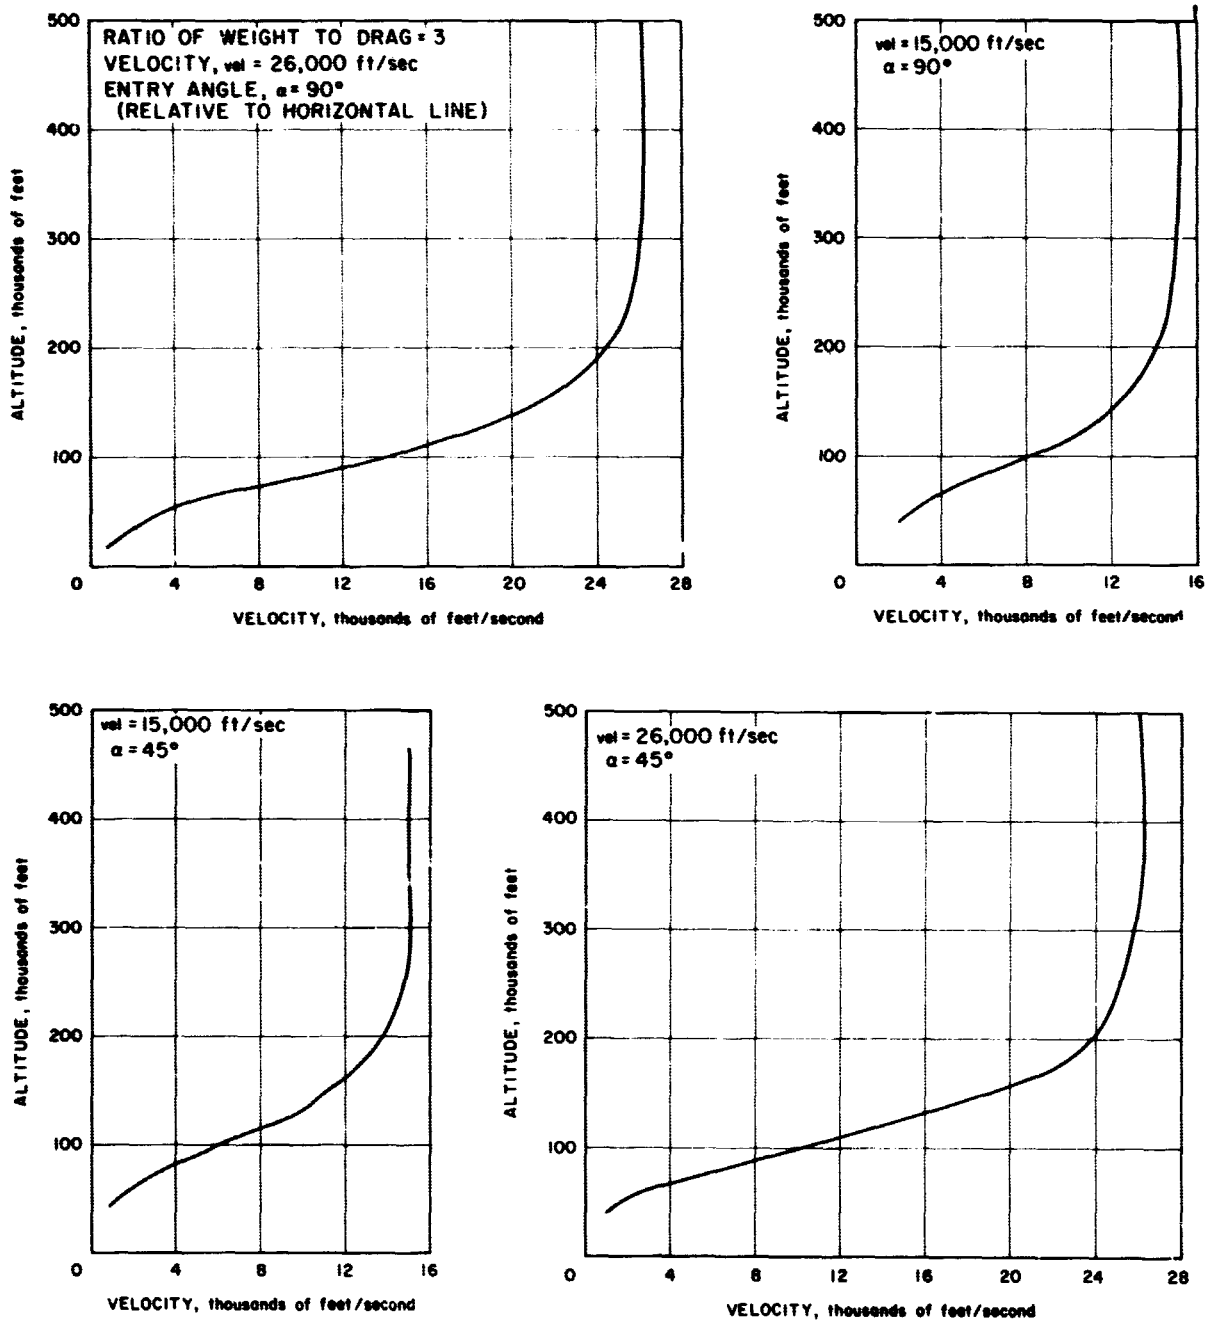 500
400
300
200
100
ALTITUDE, thousands of feet
RATIO OF WEIGHT TO DRAG = 3
VELOCITY, vel = 26,000 ft/sec
ENTRY ANGLE, α = 90°
(RELATIVE TO HORIZONTAL LINE)
0 4 8 12 16 20 24 28
VELOCITY, thousands of feet/second
500
400
300
200
100
ALTITUDE, thousands of feet
vel = 15,000 ft/sec
α = 90°
0 4 8 12 16
VELOCITY, thousands of feet/second
500
400
300
200
100
ALTITUDE, thousands of feet
vel = 15,000 ft/sec
α = 45°
0 4 8 12 16
VELOCITY, thousands of feet/second
500
400
300
200
100
ALTITUDE, thousands of feet
vel = 26,000 ft/sec
α = 45°
0 4 8 12 16 20 24 28
VELOCITY, thousands of feet/second